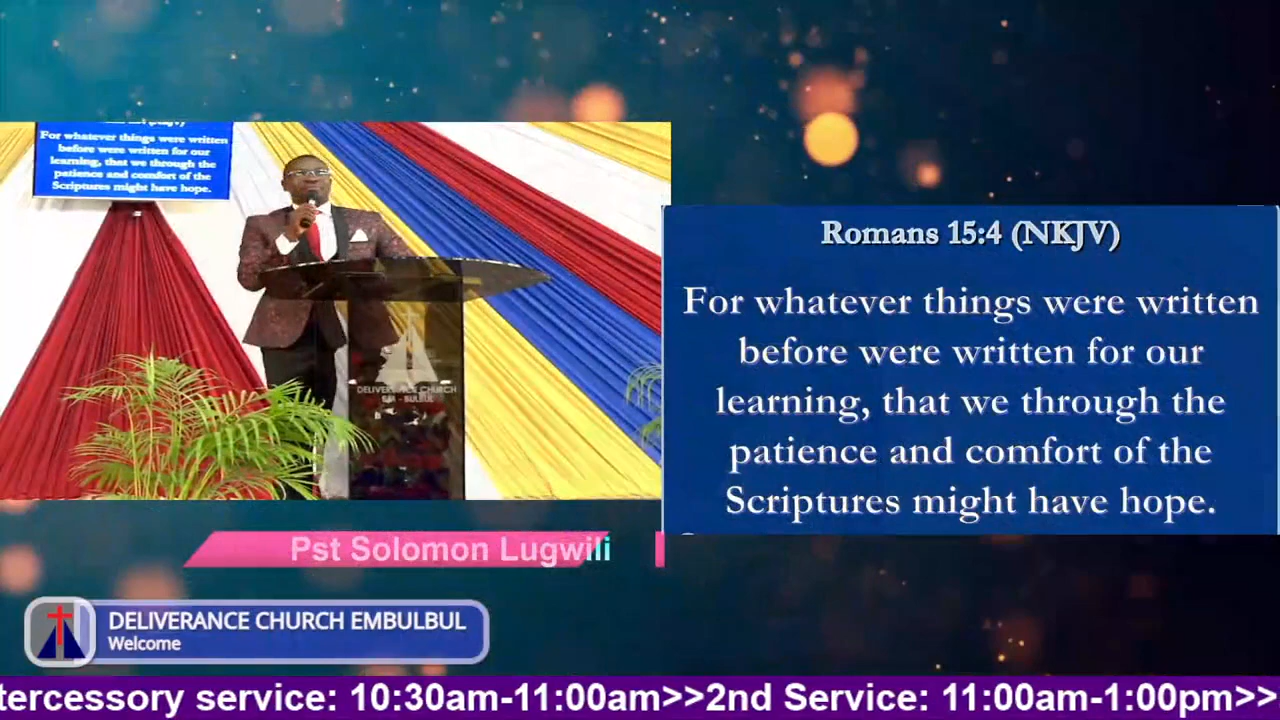 For whatever things were written
before were written for our
learning, that we through the
patience and comfort of the
Scriptures might have hope.
DELIVERANCE CHURCH
Romans 15:4 (NKJV)
For whatever things were written
before were written for our
learning, that we through the
patience and comfort of the
Scriptures might have hope.
Pst Solomon Lugwili
DELIVERANCE CHURCH EMBULBUL
Welcome
tercessory service: 10:30am-11:00am>>2nd Service: 11:00am-1:00pm>>